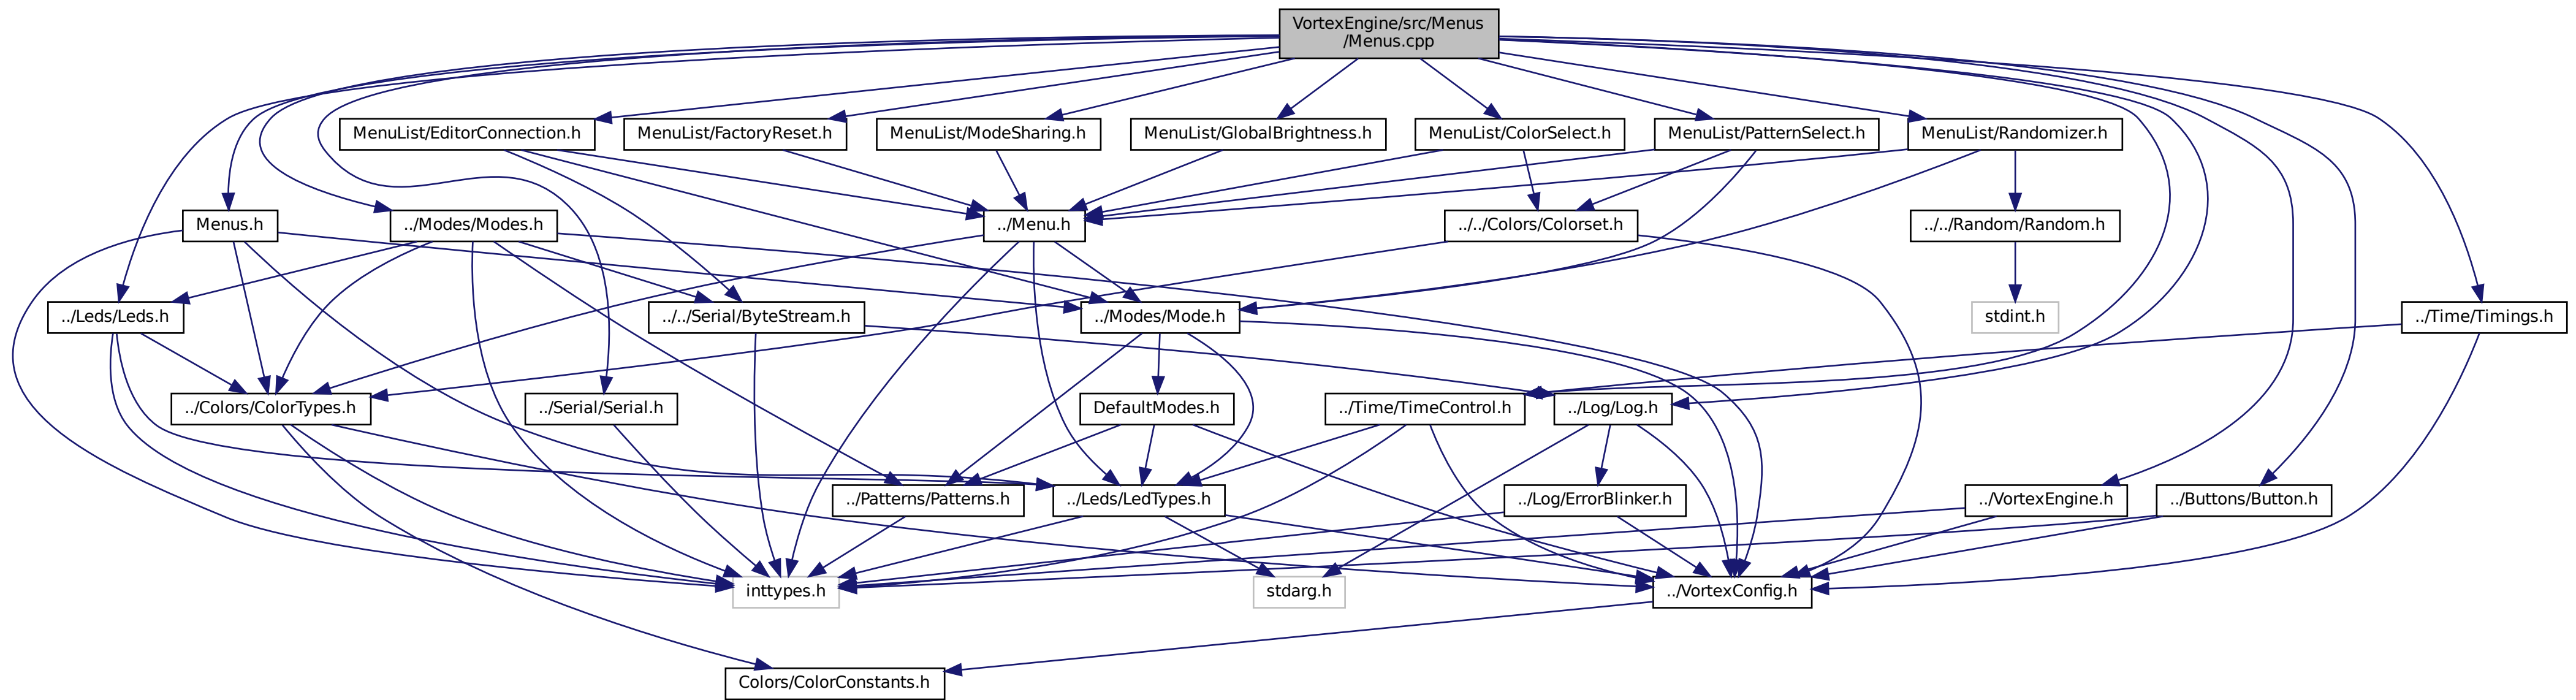 VortexEngine/src/Menus
/Menus.cpp
MenuList/EditorConnection.h
MenuList/FactoryReset.h
MenuList/ModeSharing.h
MenuList/GlobalBrightness.h
MenuList/ColorSelect.h
MenuList/PatternSelect.h
MenuList/Randomizer.h
Menus.h
../Modes/Modes.h
../Menu.h
../../Colors/Colorset.h
../../Random/Random.h
../Leds/Leds.h
../../Serial/ByteStream.h
../Modes/Mode.h
stdint.h
../Time/Timings.h
../Colors/ColorTypes.h
../Serial/Serial.h
DefaultModes.h
../Time/TimeControl.h
../Log/Log.h
../Patterns/Patterns.h
../Leds/LedTypes.h
../Log/ErrorBlinker.h
../VortexEngine.h
../Buttons/Button.h
inttypes.h
stdarg.h
../VortexConfig.h
Colors/ColorConstants.h